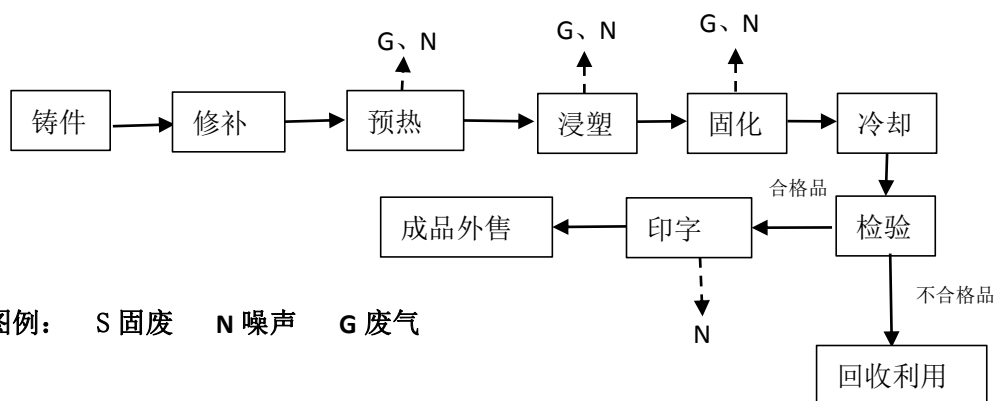 G、N G、N G、N
铸件 修补 预热 浸塑 固化 冷却
合格品
成品外售 印字 检验
不合格品
图例： S 固废 N 噪声 G 废气
N
回收利用